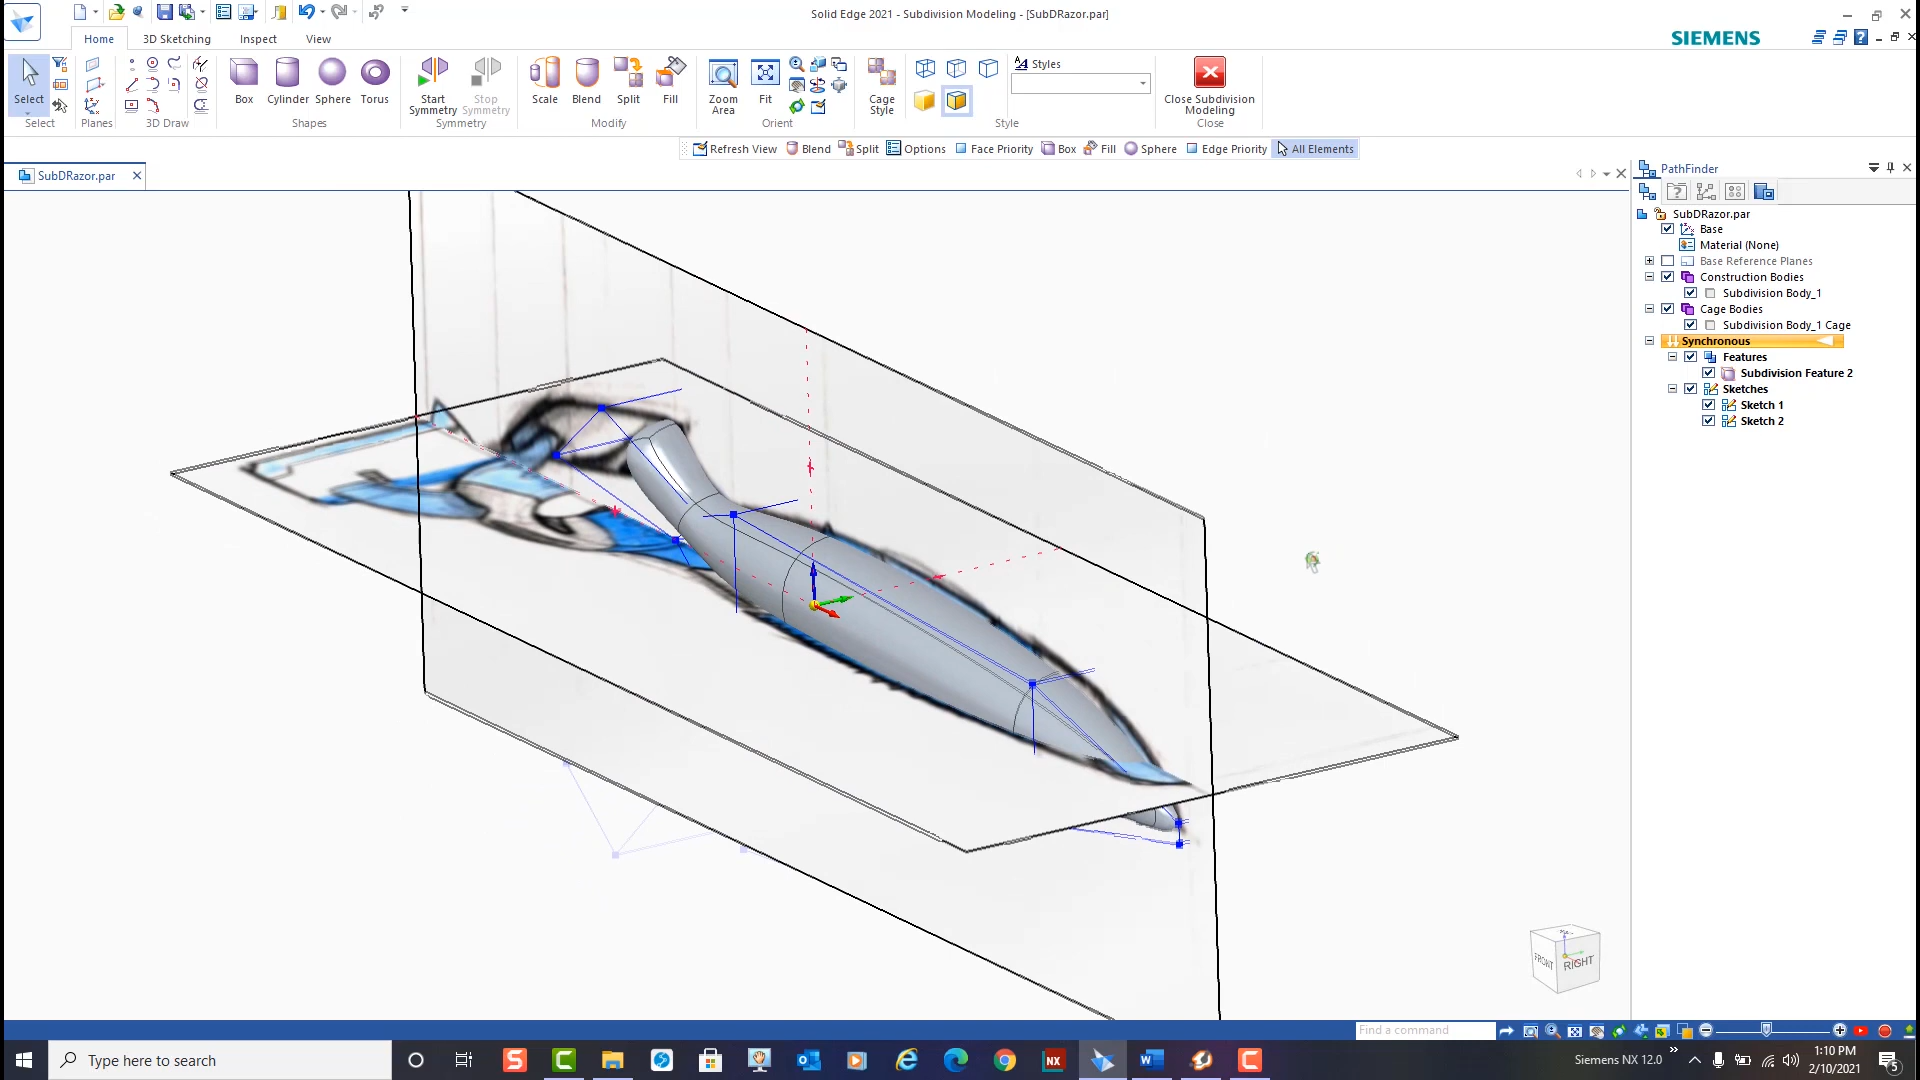 Solid Edge 2021 - Subdivision Modeling - [SubDRazor.par]
Home 3D Sketching Inspect View
SIEMENS
Select
Box Cylinder Sphere Torus
Start Symmetry
Stop Symmetry
Scale Blend Split Fill
Zoom Area
Fit
Cage Style
Styles
Close Subdivision Modeling
Select Planes 3D Draw Shapes Symmetry Modify Orient Style Close
Refresh View Blend Split Options Face Priority Box Fill Sphere Edge Priority All Elements
SubDRazor.par
PathFinder
SubDRazor.par
Base
Material (None)
Base Reference Planes
Construction Bodies
Subdivision Body_1
Cage Bodies
Subdivision Body_1 Cage
Synchronous
Features
Subdivision Feature 2
Sketches
Sketch 1
Sketch 2
FRONT RIGHT
Find a command
Type here to search
NX
Siemens NX 12.0
1:10 PM
2/10/2021
5